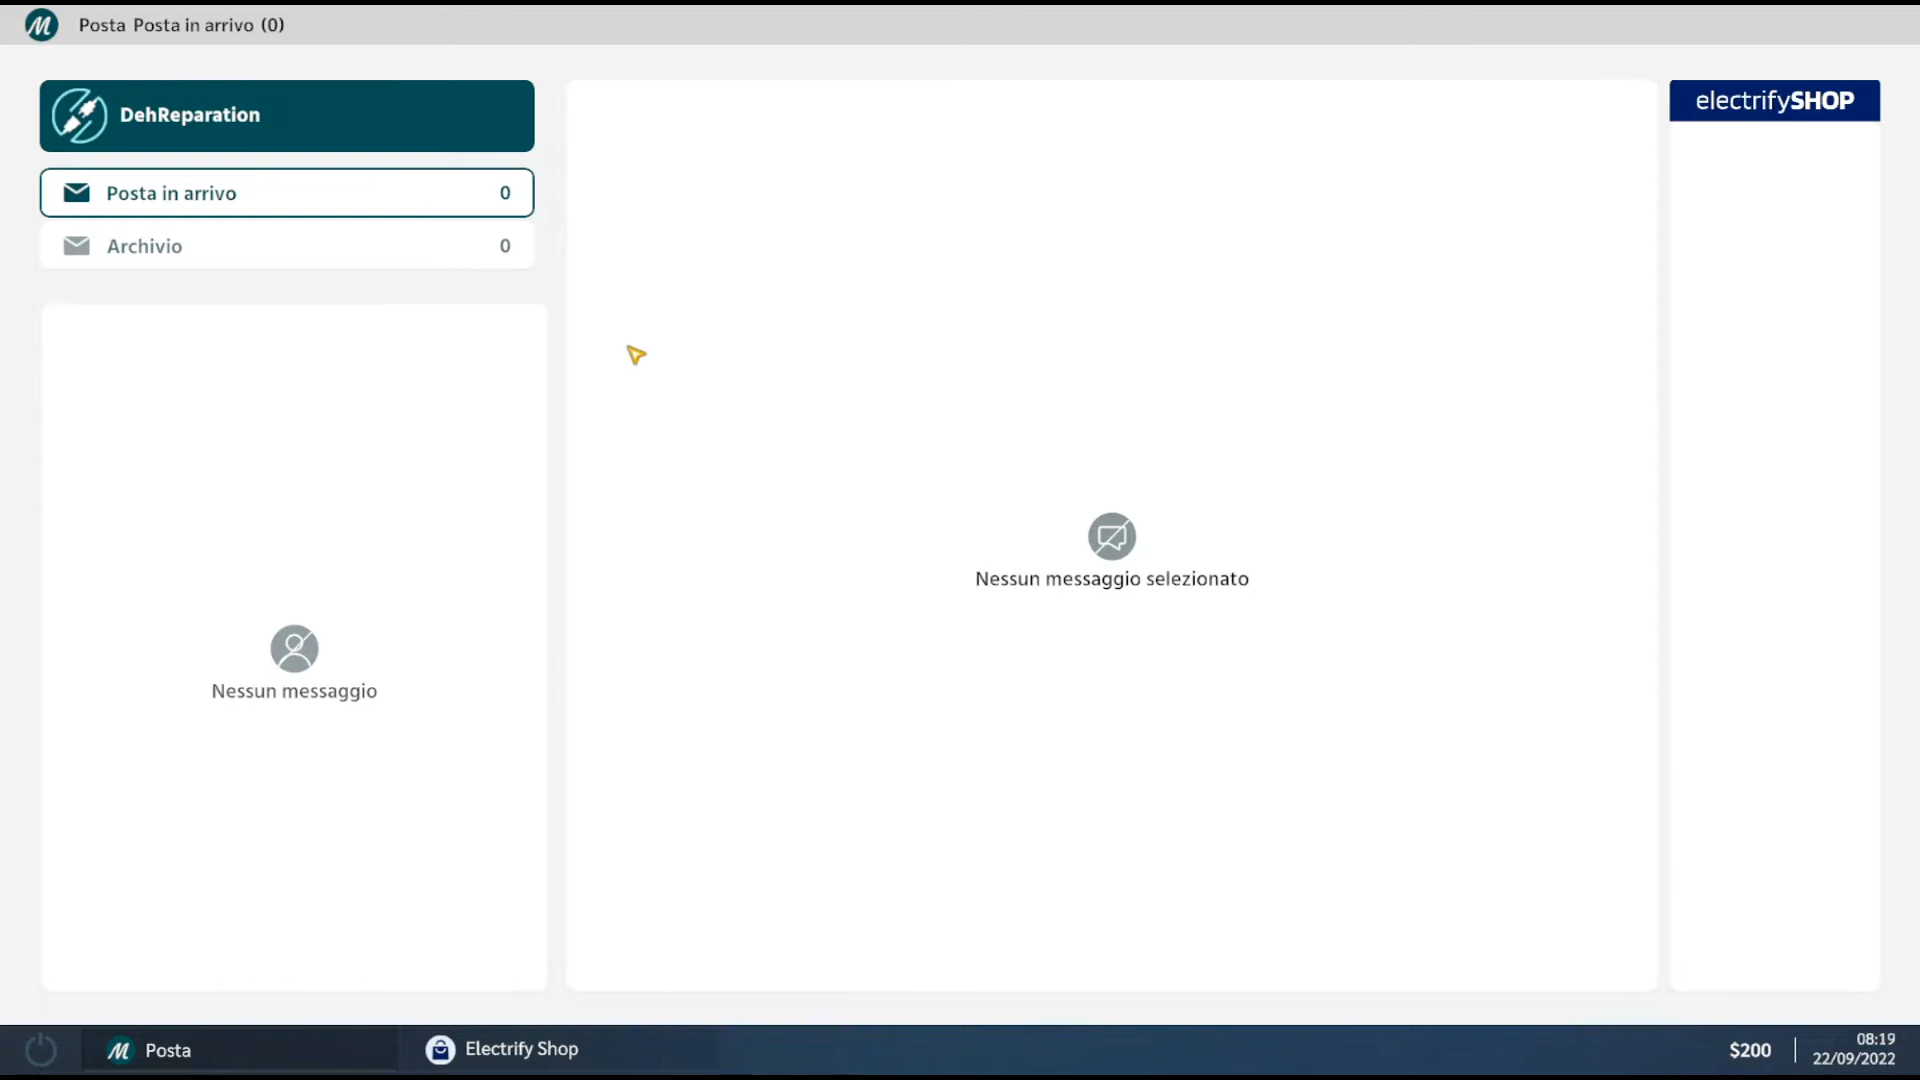 Posta Posta in arrivo (0)
DehReparation
Posta in arrivo 0
Archivio 0
Nessun messaggio
Nessun messaggio selezionato
electrifySHOP
Posta
Electrify Shop
$200
08:19
22/09/2022